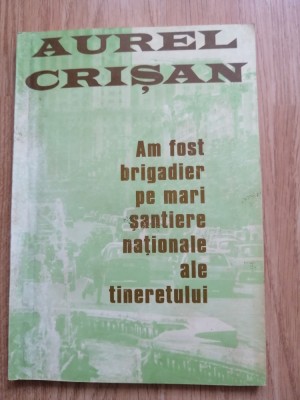 AUREL
CRIȘAN
Am fost
brigadier
pe mari
șantiere
naționale
ale
tineretului